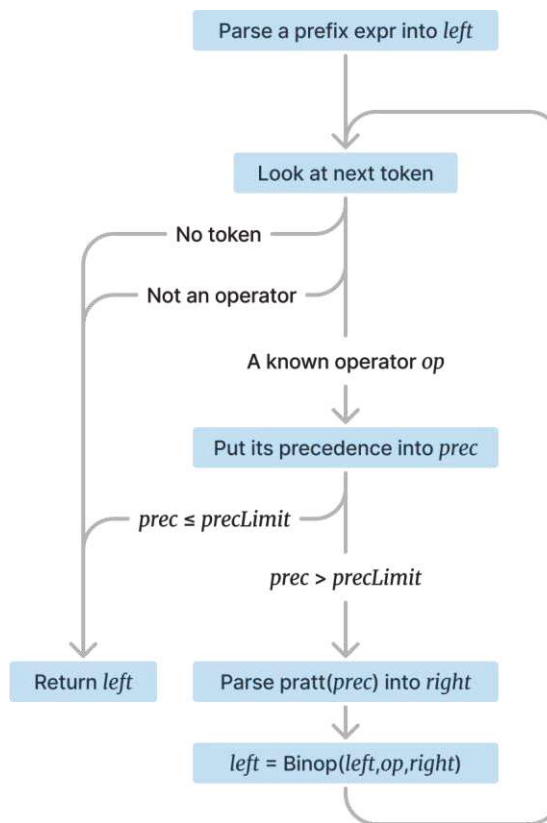 Parse a prefix expr into left
Look at next token
No token
Not an operator
A known operator op
Put its precedence into prec
prec ≤ precLimit
prec > precLimit
Return left
Parse pratt(prec) into right
left = Binop(left,op,right)